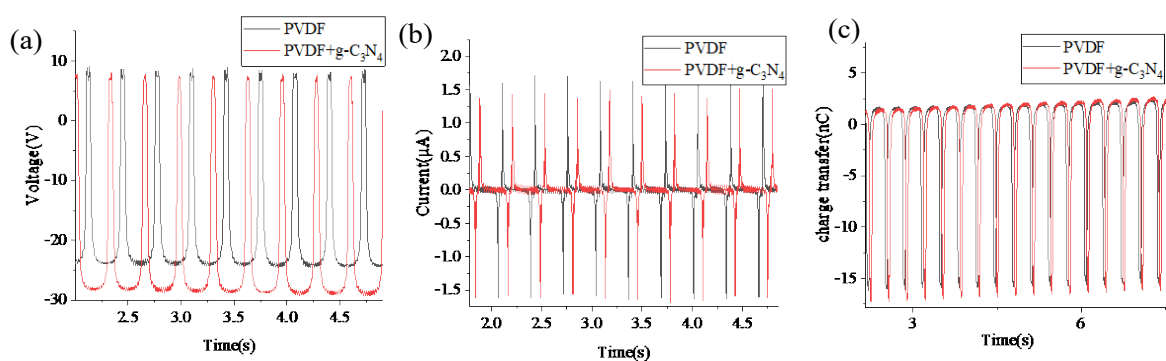 (a)
PVDF
PVDF+g-C₃N₄
10
0
-10
-20
-30
Voltage(V)
2.5
3.0
3.5
4.0
4.5
Time(s)
(b)
PVDF
PVDF+g-C₃N₄
2.0
1.5
1.0
0.5
0.0
-0.5
-1.0
-1.5
Current(μA)
2.0
2.5
3.0
3.5
4.0
4.5
Time(s)
(c)
PVDF
PVDF+g-C₃N₄
5
0
-5
-10
-15
charge transfer(nC)
3
6
Time(s)